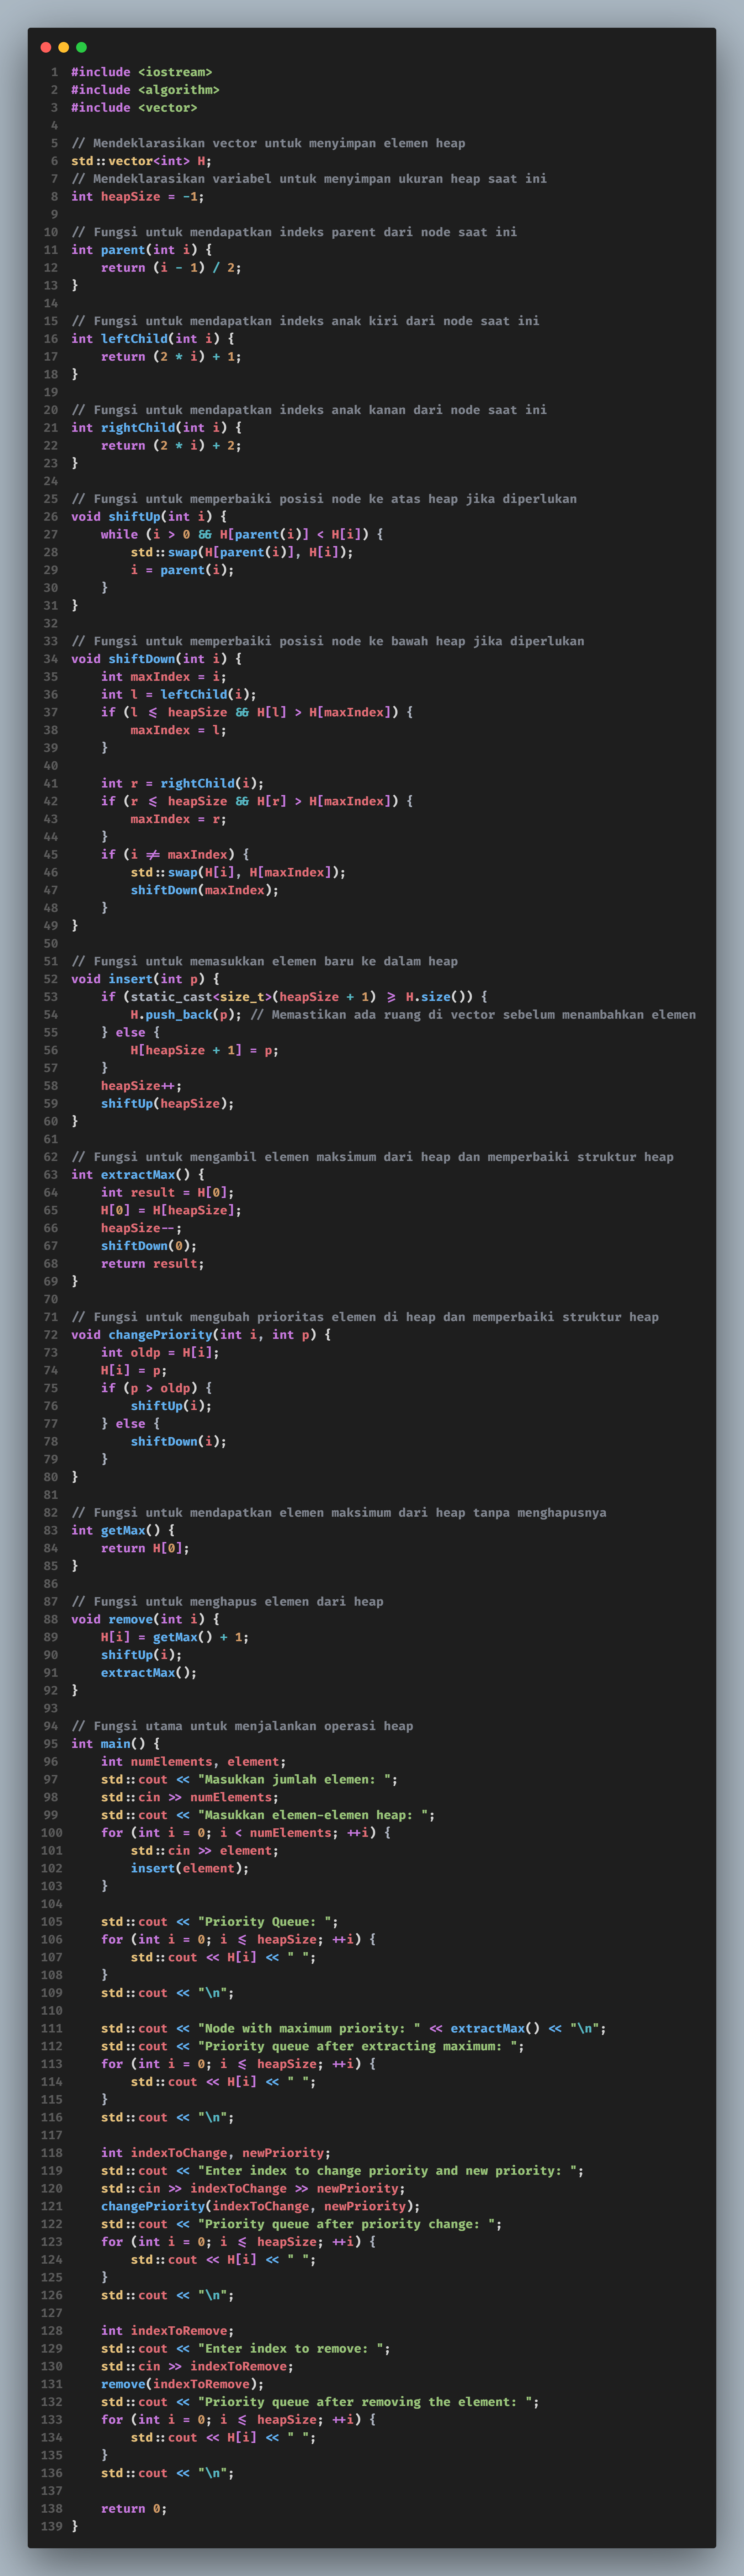 1 #include <iostream>
2 #include <algorithm>
3 #include <vector>
4
5 // Mendeklarasikan vector untuk menyimpan elemen heap
6 std::vector<int> H;
7 // Mendeklarasikan variabel untuk menyimpan ukuran heap saat ini
8 int heapSize = -1;
9
10 // Fungsi untuk mendapatkan indeks parent dari node saat ini
11 int parent(int i) {
12     return (i - 1) / 2;
13 }
14
15 // Fungsi untuk mendapatkan indeks anak kiri dari node saat ini
16 int leftChild(int i) {
17     return (2 * i) + 1;
18 }
19
20 // Fungsi untuk mendapatkan indeks anak kanan dari node saat ini
21 int rightChild(int i) {
22     return (2 * i) + 2;
23 }
24
25 // Fungsi untuk memperbaiki posisi node ke atas heap jika diperlukan
26 void shiftUp(int i) {
27     while (i > 0 && H[parent(i)] < H[i]) {
28         std::swap(H[parent(i)], H[i]);
29         i = parent(i);
30     }
31 }
32
33 // Fungsi untuk memperbaiki posisi node ke bawah heap jika diperlukan
34 void shiftDown(int i) {
35     int maxIndex = i;
36     int l = leftChild(i);
37     if (l <= heapSize && H[l] > H[maxIndex]) {
38         maxIndex = l;
39     }
40
41     int r = rightChild(i);
42     if (r <= heapSize && H[r] > H[maxIndex]) {
43         maxIndex = r;
44     }
45     if (i != maxIndex) {
46         std::swap(H[i], H[maxIndex]);
47         shiftDown(maxIndex);
48     }
49 }
50
51 // Fungsi untuk memasukkan elemen baru ke dalam heap
52 void insert(int p) {
53     if (static_cast<size_t>(heapSize + 1) >= H.size()) {
54         H.push_back(p); // Memastikan ada ruang di vector sebelum menambahkan elemen
55     } else {
56         H[heapSize + 1] = p;
57     }
58     heapSize++;
59     shiftUp(heapSize);
60 }
61
62 // Fungsi untuk mengambil elemen maksimum dari heap dan memperbaiki struktur heap
63 int extractMax() {
64     int result = H[0];
65     H[0] = H[heapSize];
66     heapSize--;
67     shiftDown(0);
68     return result;
69 }
70
71 // Fungsi untuk mengubah prioritas elemen di heap dan memperbaiki struktur heap
72 void changePriority(int i, int p) {
73     int oldp = H[i];
74     H[i] = p;
75     if (p > oldp) {
76         shiftUp(i);
77     } else {
78         shiftDown(i);
79     }
80 }
81
82 // Fungsi untuk mendapatkan elemen maksimum dari heap tanpa menghapusnya
83 int getMax() {
84     return H[0];
85 }
86
87 // Fungsi untuk menghapus elemen dari heap
88 void remove(int i) {
89     H[i] = getMax() + 1;
90     shiftUp(i);
91     extractMax();
92 }
93
94 // Fungsi utama untuk menjalankan operasi heap
95 int main() {
96     int numElements, element;
97     std::cout << "Masukkan jumlah elemen: ";
98     std::cin >> numElements;
99     std::cout << "Masukkan elemen-elemen heap: ";
100     for (int i = 0; i < numElements; ++i) {
101         std::cin >> element;
102         insert(element);
103     }
104
105     std::cout << "Priority Queue: ";
106     for (int i = 0; i <= heapSize; ++i) {
107         std::cout << H[i] << " ";
108     }
109     std::cout << "\n";
110
111     std::cout << "Node with maximum priority: " << extractMax() << "\n";
112     std::cout << "Priority queue after extracting maximum: ";
113     for (int i = 0; i <= heapSize; ++i) {
114         std::cout << H[i] << " ";
115     }
116     std::cout << "\n";
117
118     int indexToChange, newPriority;
119     std::cout << "Enter index to change priority and new priority: ";
120     std::cin >> indexToChange >> newPriority;
121     changePriority(indexToChange, newPriority);
122     std::cout << "Priority queue after priority change: ";
123     for (int i = 0; i <= heapSize; ++i) {
124         std::cout << H[i] << " ";
125     }
126     std::cout << "\n";
127
128     int indexToRemove;
129     std::cout << "Enter index to remove: ";
130     std::cin >> indexToRemove;
131     remove(indexToRemove);
132     std::cout << "Priority queue after removing the element: ";
133     for (int i = 0; i <= heapSize; ++i) {
134         std::cout << H[i] << " ";
135     }
136     std::cout << "\n";
137
138     return 0;
139 }